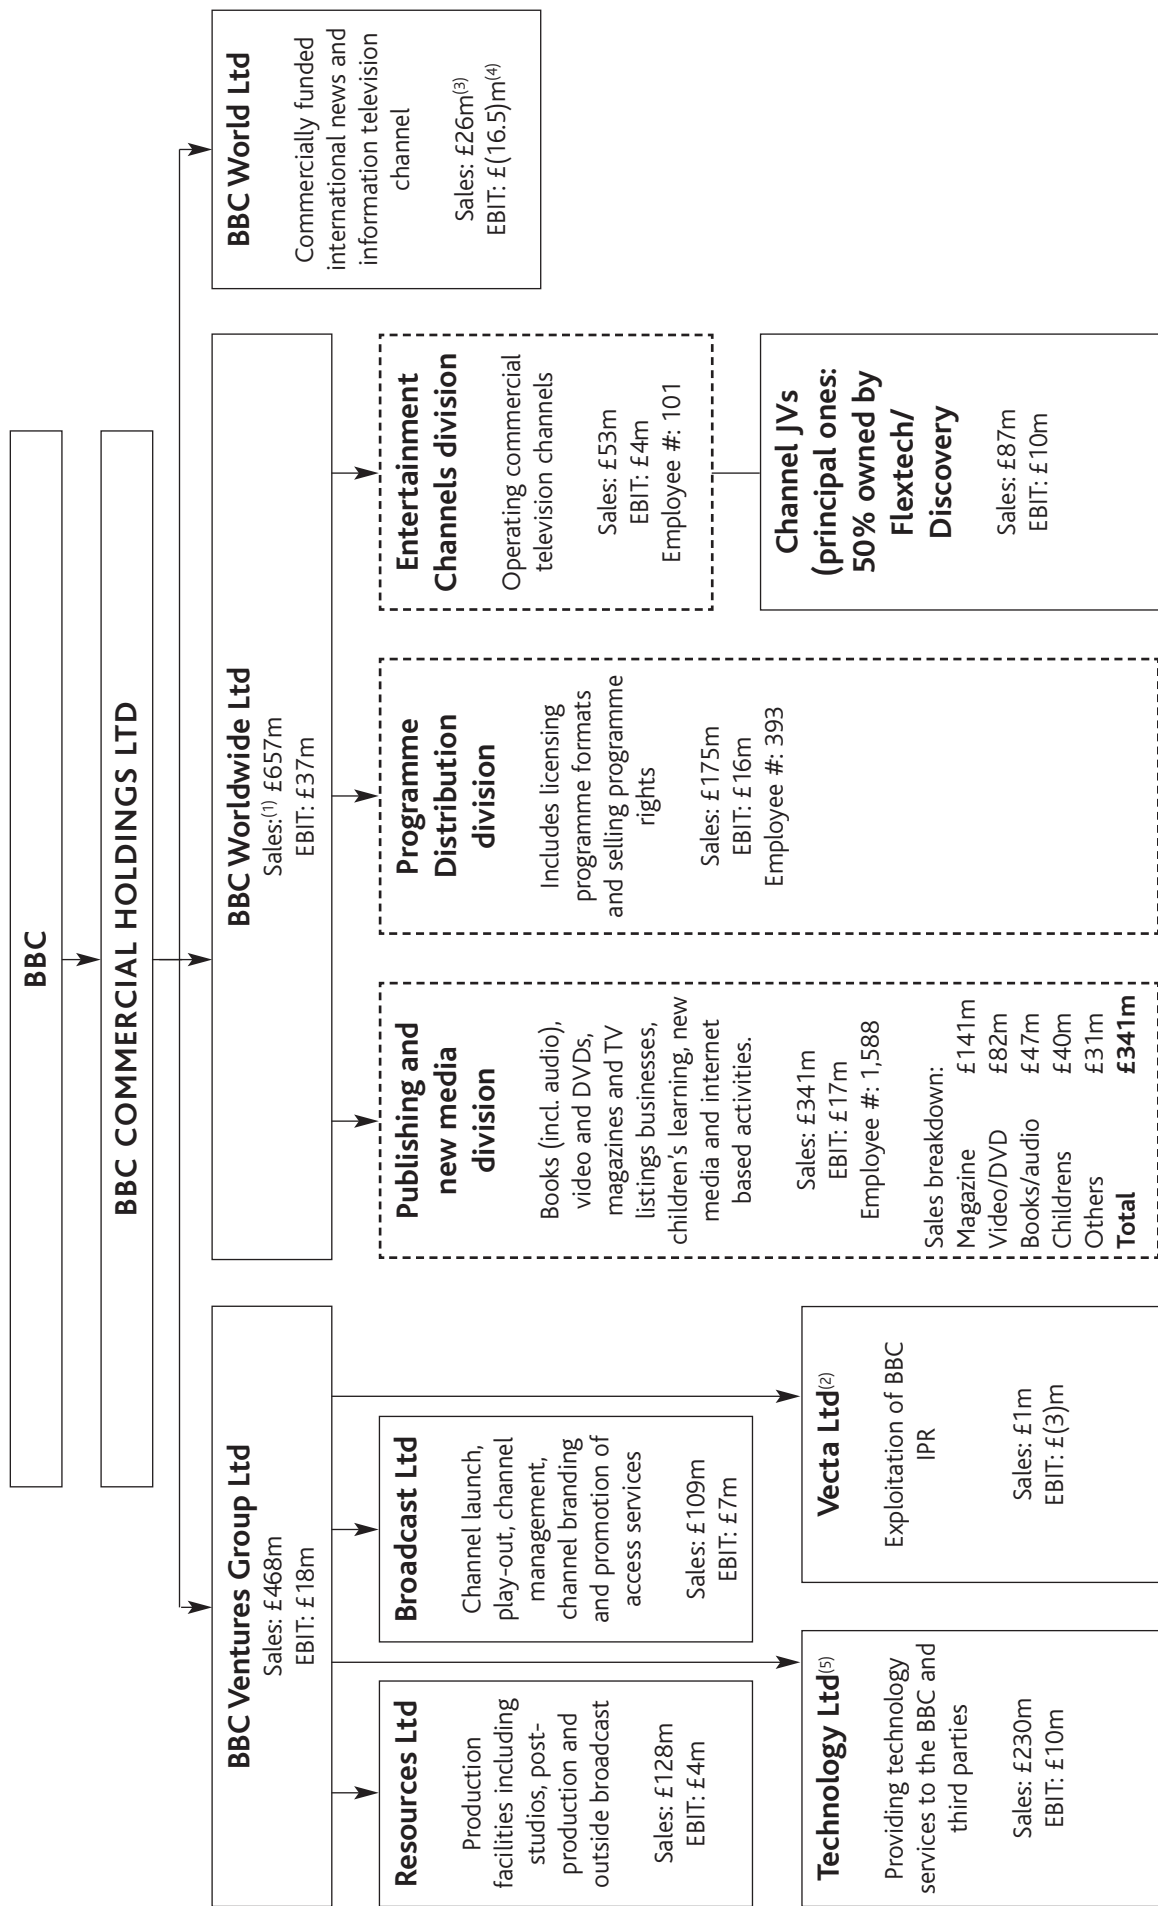 BBC
BBC COMMERCIAL HOLDINGS LTD
BBC Ventures Group Ltd
Sales: £468m
EBIT: £18m
Resources Ltd
Production
facilities including
studios, post-
production and
outside broadcast
Sales: £128m
EBIT: £4m
Broadcast Ltd
Channel launch,
play-out, channel
management,
channel branding
and promotion of
access services
Sales: £109m
EBIT: £7m
Technology Ltd(5)
Providing technology
services to the BBC and
third parties
Sales: £230m
EBIT: £10m
Vecta Ltd(2)
Exploitation of BBC
IPR
Sales: £1m
EBIT: £(3)m
BBC Worldwide Ltd
Sales:(1) £657m
EBIT: £37m
Publishing and
new media
division
Books (incl. audio),
video and DVDs,
magazines and TV
listings businesses,
children's learning, new
media and internet
based activities.
Sales: £341m
EBIT: £17m
Employee #: 1,588
Sales breakdown:
Magazine £141m
Video/DVD £82m
Books/audio £47m
Childrens £40m
Others £31m
Total £341m
Programme
Distribution
division
Includes licensing
programme formats
and selling programme
rights
Sales: £175m
EBIT: £16m
Employee #: 393
Entertainment
Channels division
Operating commercial
television channels
Sales: £53m
EBIT: £4m
Employee #: 101
Channel JVs
(principal ones:
50% owned by
Flextech/
Discovery
Sales: £87m
EBIT: £10m
BBC World Ltd
Commercially funded
international news and
information television
channel
Sales: £26m(3)
EBIT: £(16.5)m(4)